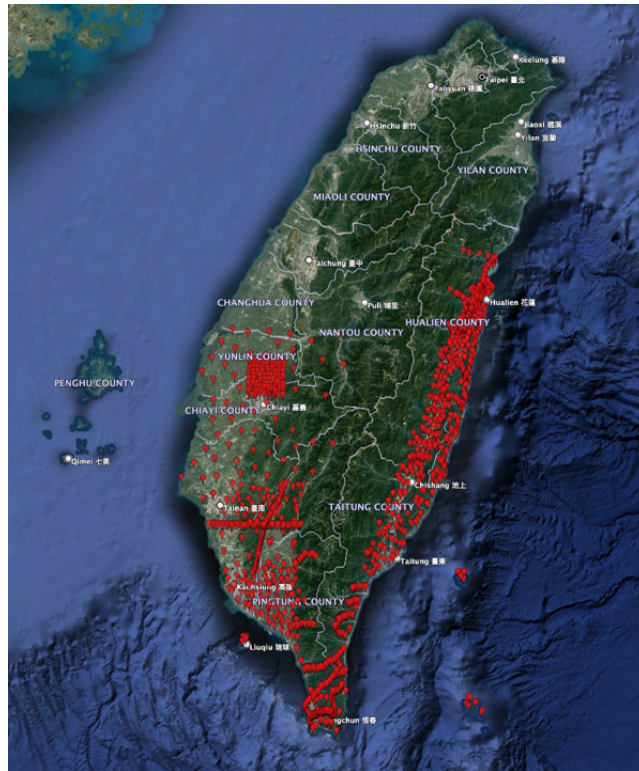 Keelung 基隆
Taipei 臺北
Taoyuan 桃園
Hsinchu 新竹
Jiaoxi 礁溪
Yilan 宜蘭
HSINCHU COUNTY
YILAN COUNTY
MIAOLI COUNTY
Taichung 臺中
CHANGHUA COUNTY
Puli 埔里
Hualien 花蓮
HUALIEN COUNTY
NANTOU COUNTY
YUNLIN COUNTY
PENGHU COUNTY
CHIAYI COUNTY
Chiayi 嘉義
Qimei 七美
Chishang 池上
Tainan 臺南
TAITUNG COUNTY
Taitung 臺東
Kaohsiung 高雄
PINGTUNG COUNTY
Liuqiu 琉球
ngchun 恆春